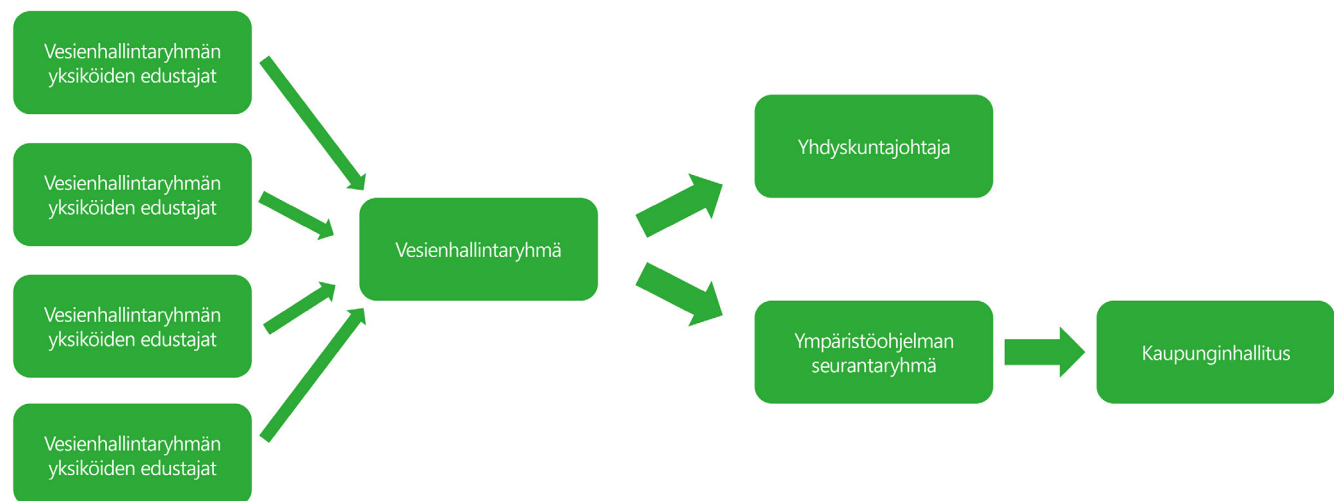 Vesienhallintaryhmän
yksiköiden edustajat
Vesienhallintaryhmän
yksiköiden edustajat
Vesienhallintaryhmän
yksiköiden edustajat
Vesienhallintaryhmän
yksiköiden edustajat
Vesienhallintaryhmä
Yhdyskuntajohtaja
Ympäristöohjelman
seurantaryhmä
Kaupunginhallitus